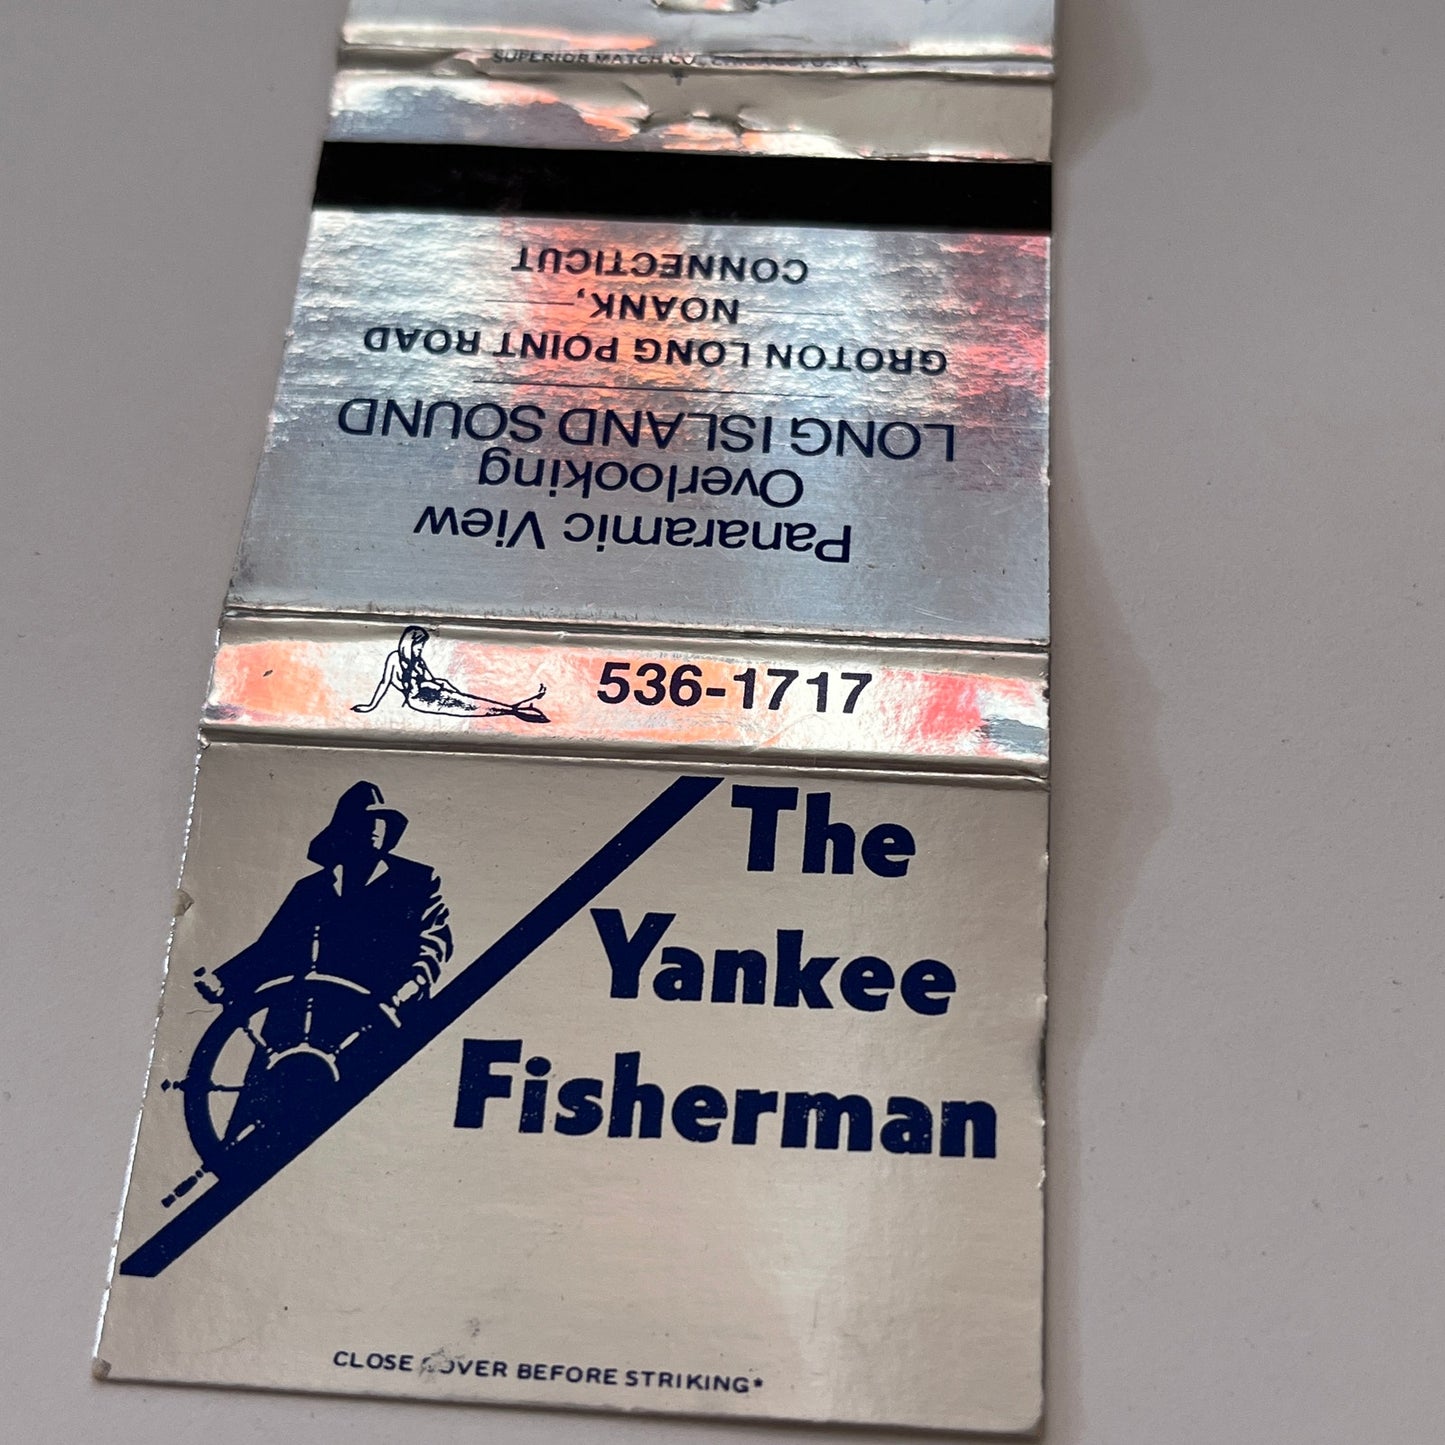 SUPERIOR MATCH CO., CHICAGO, U.S.A.
Panaramic View
Overlooking
LONG ISLAND SOUND
GROTON LONG POINT ROAD
NOANK,
CONNECTICUT
536-1717
The
Yankee
Fisherman
CLOSE COVER BEFORE STRIKING*